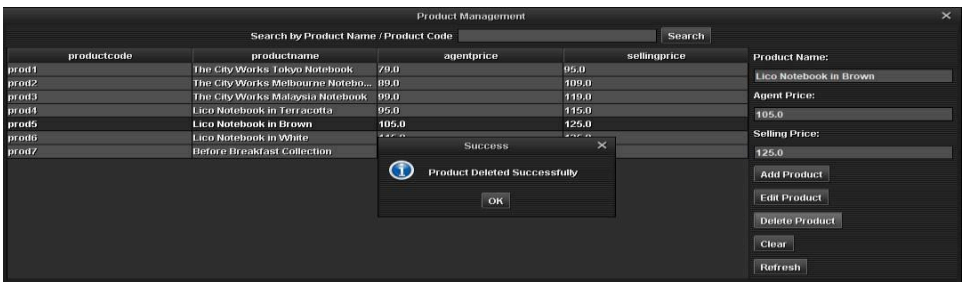 Product Management
Search by Product Name / Product Code Search
productcode productname agentprice sellingprice
prod1 The City Works Tokyo Notebook 79.0 95.0
prod2 The City Works Melbourne Notebo... 89.0 109.0
prod3 The City Works Malaysia Notebook 99.0 119.0
prod4 Lico Notebook in Terracotta 95.0 115.0
prod5 Lico Notebook in Brown 105.0 125.0
prod6 Lico Notebook in White
prod7 Before Breakfast Collection
Success
Product Deleted Successfully
OK
Product Name:
Lico Notebook in Brown
Agent Price:
105.0
Selling Price:
125.0
Add Product
Edit Product
Delete Product
Clear
Refresh